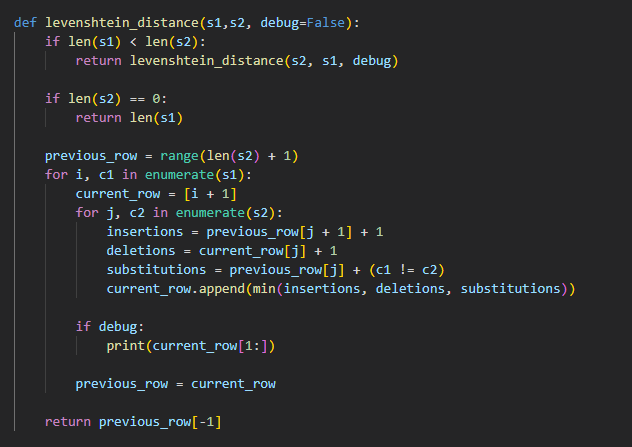 def levenshtein_distance(s1,s2, debug=False):
    if len(s1) < len(s2):
        return levenshtein_distance(s2, s1, debug)

    if len(s2) == 0:
        return len(s1)

    previous_row = range(len(s2) + 1)
    for i, c1 in enumerate(s1):
        current_row = [i + 1]
        for j, c2 in enumerate(s2):
            insertions = previous_row[j + 1] + 1
            deletions = current_row[j] + 1
            substitutions = previous_row[j] + (c1 != c2)
            current_row.append(min(insertions, deletions, substitutions))

        if debug:
            print(current_row[1:])

        previous_row = current_row

    return previous_row[-1]